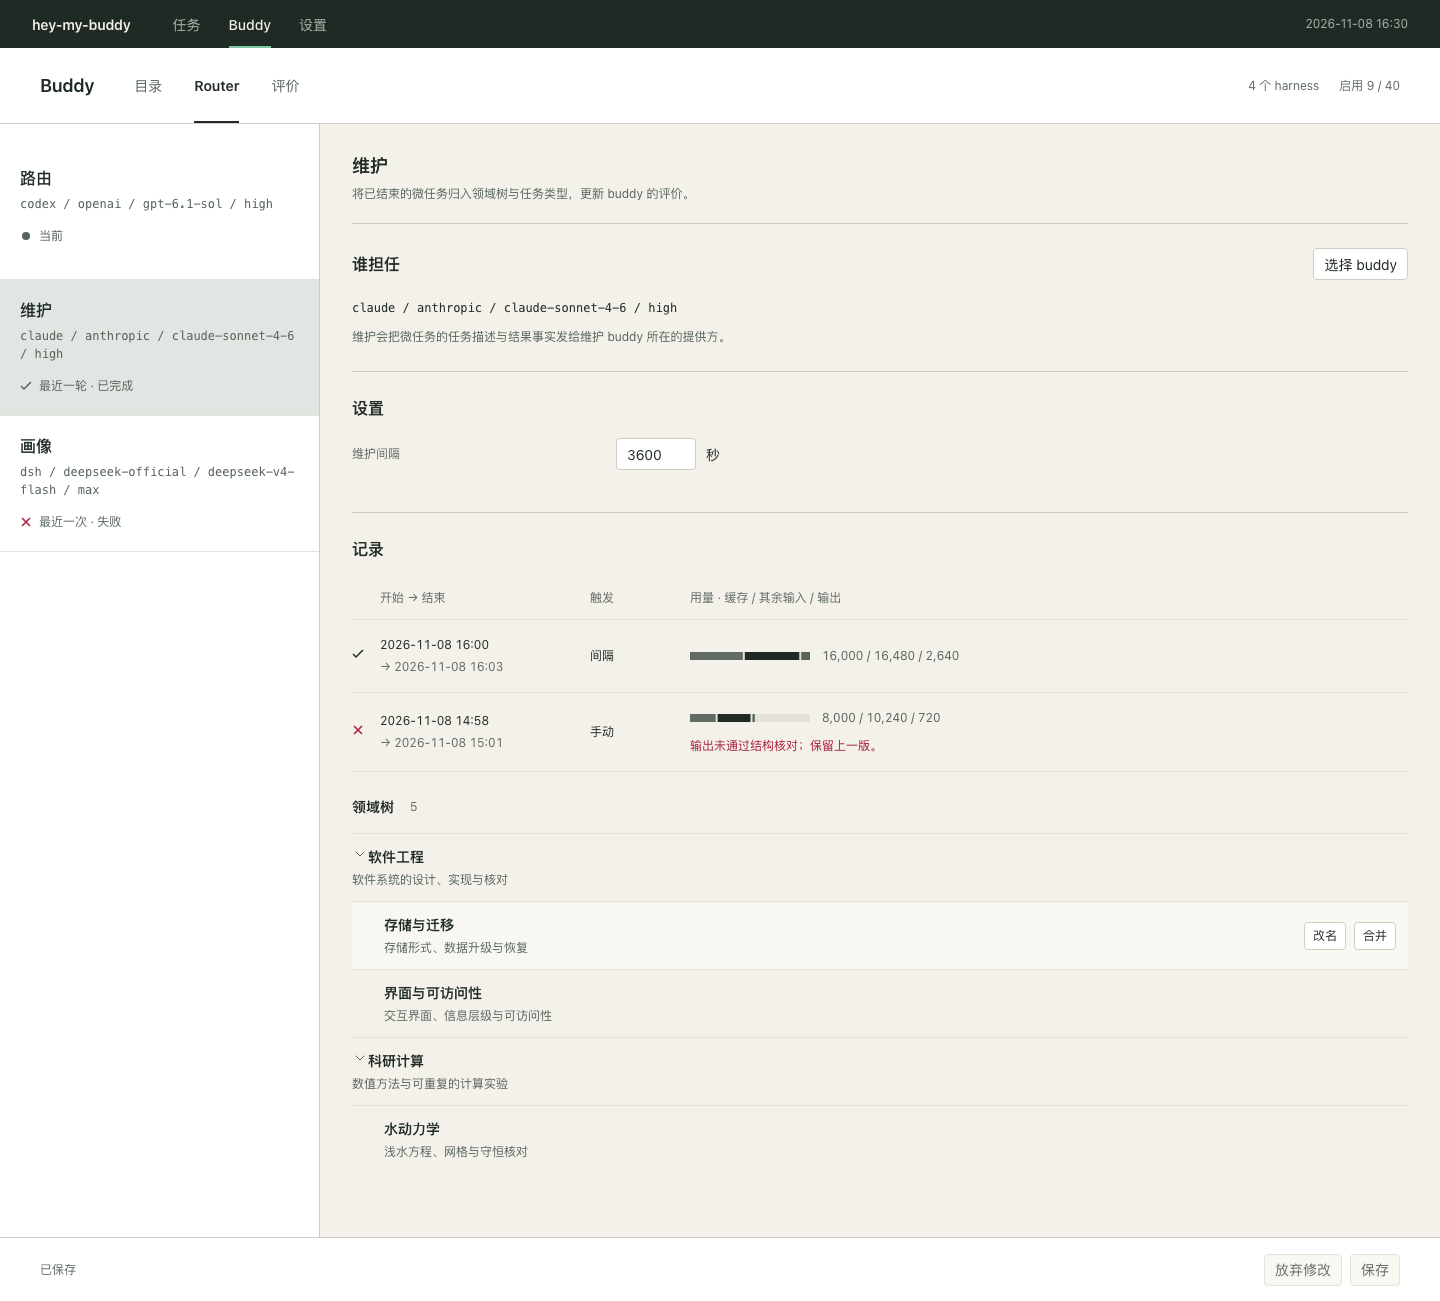 hey-my-buddy 任务 Buddy 设置 2026-11-08 16:30
Buddy 目录 Router 评价 4 个 harness 启用 9 / 40
路由
codex / openai / gpt-6.1-sol / high
当前
维护
claude / anthropic / claude-sonnet-4-6
/ high
最近一轮 · 已完成
画像
dsh / deepseek-official / deepseek-v4-
flash / max
最近一次 · 失败
维护
将已结束的微任务归入领域树与任务类型，更新 buddy 的评价。
谁担任 选择 buddy
claude / anthropic / claude-sonnet-4-6 / high
维护会把微任务的任务描述与结果事实发给维护 buddy 所在的提供方。
设置
维护间隔 3600 秒
记录
开始 → 结束 触发 用量 · 缓存 / 其余输入 / 输出
2026-11-08 16:00
→ 2026-11-08 16:03 间隔 16,000 / 16,480 / 2,640
2026-11-08 14:58
→ 2026-11-08 15:01 手动 8,000 / 10,240 / 720
输出未通过结构核对；保留上一版。
领域树 5
软件工程
软件系统的设计、实现与核对
存储与迁移
存储形式、数据升级与恢复
改名 合并
界面与可访问性
交互界面、信息层级与可访问性
科研计算
数值方法与可重复的计算实验
水动力学
浅水方程、网格与守恒核对
已保存 放弃修改 保存